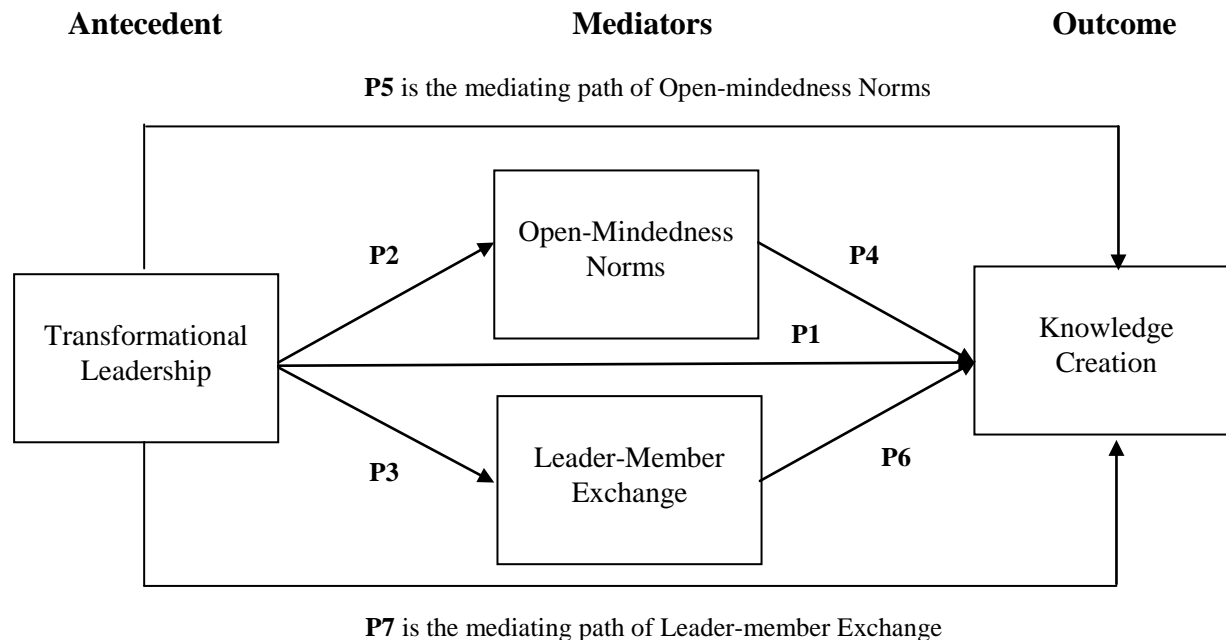 Antecedent
Mediators
Outcome
P5 is the mediating path of Open-mindedness Norms
Open-Mindedness
Norms
P2
P4
Transformational
Leadership
P1
Knowledge
Creation
Leader-Member
Exchange
P3
P6
P7 is the mediating path of Leader-member Exchange